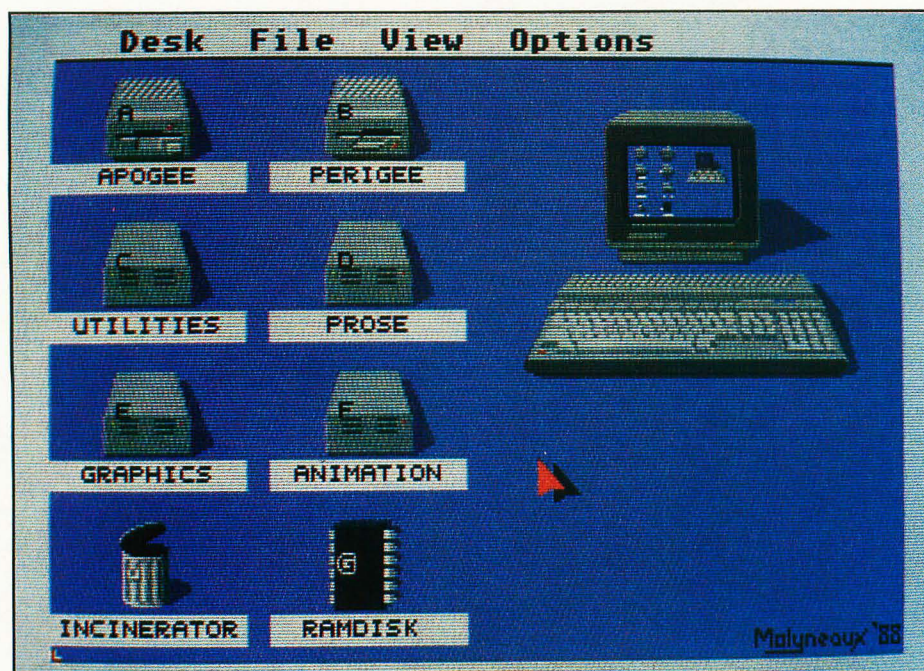 Desk File View Options
A B
APOGEE PERIGEE
C D
UTILITIES PROSE
E F
GRAPHICS ANIMATION
G
INCINERATOR RAMDISK
Molyneaux '88